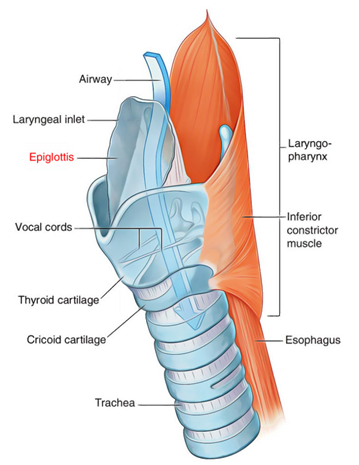 Airway
Laryngeal inlet
Epiglottis
Vocal cords
Thyroid cartilage
Cricoid cartilage
Trachea
Laryngo-
pharynx
Inferior
constrictor
muscle
Esophagus